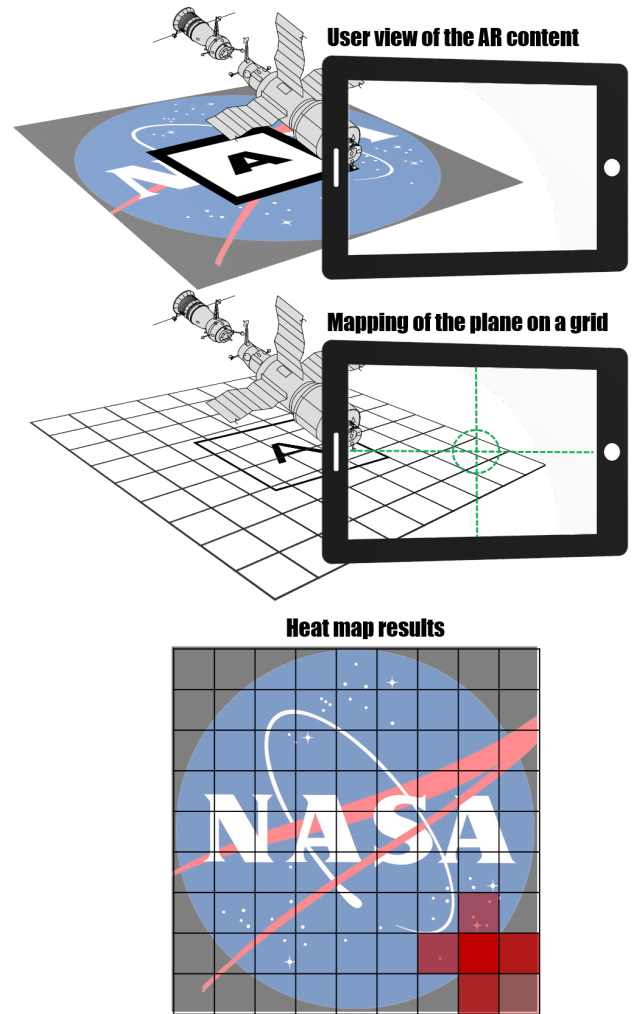 User view of the AR content
N
A
Mapping of the plane on a grid
A
Heat map results
NASA